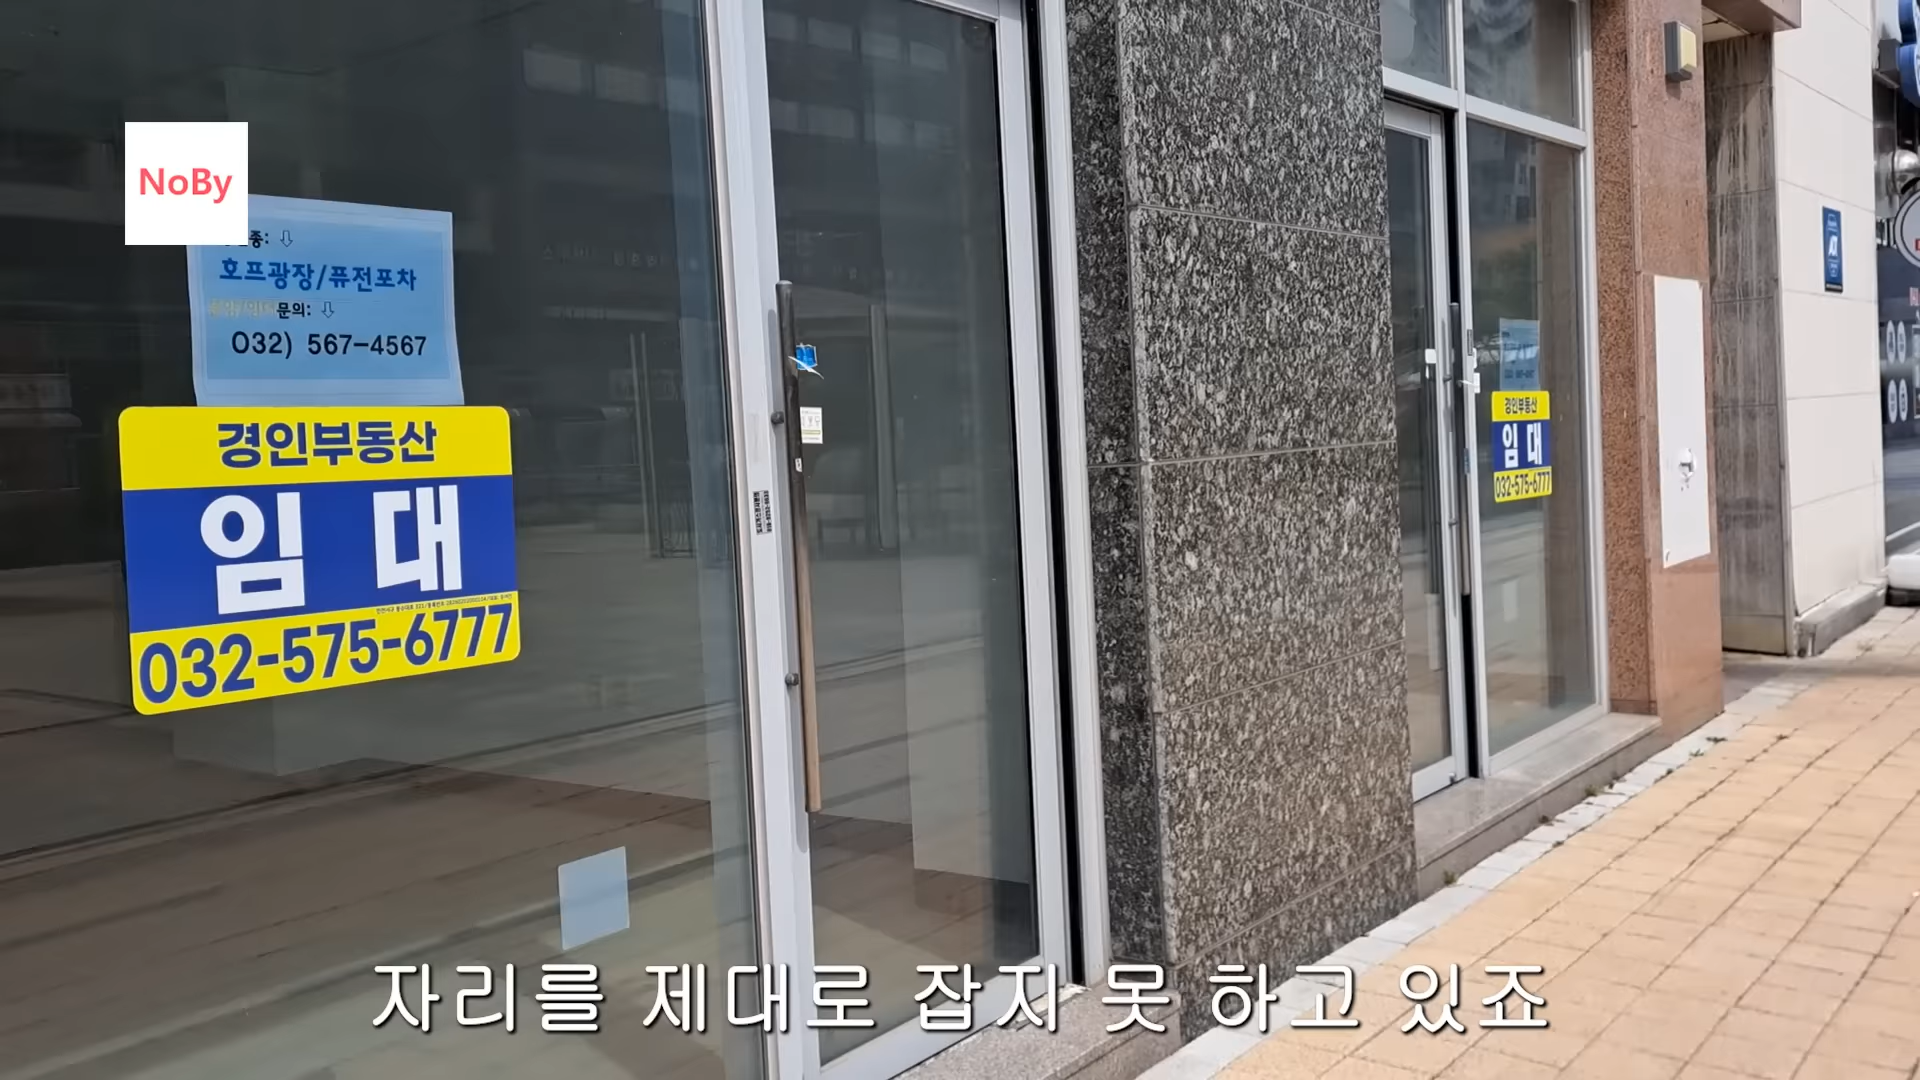 NoBy
종: ⇩
호프광장/퓨전포차
문의: ⇩
032) 567-4567
경인부동산
임 대
032-575-6777
경인부동산
임 대
032-575-6777
자리를 제대로 잡지 못 하고 있죠